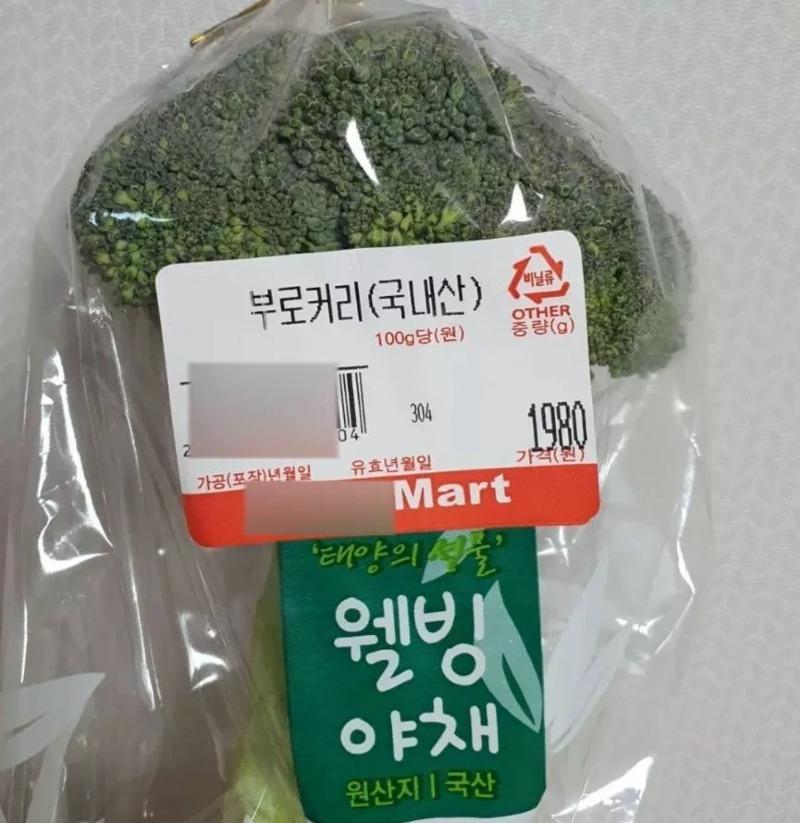 부로커리(국내산)
비닐류
OTHER
100g당(원)
중량(g)
04
304
1980
2
가공(포장)년월일
유효년월일
가격(원)
Mart
'태양의 선물'
웰빙
야채
원산지 | 국산